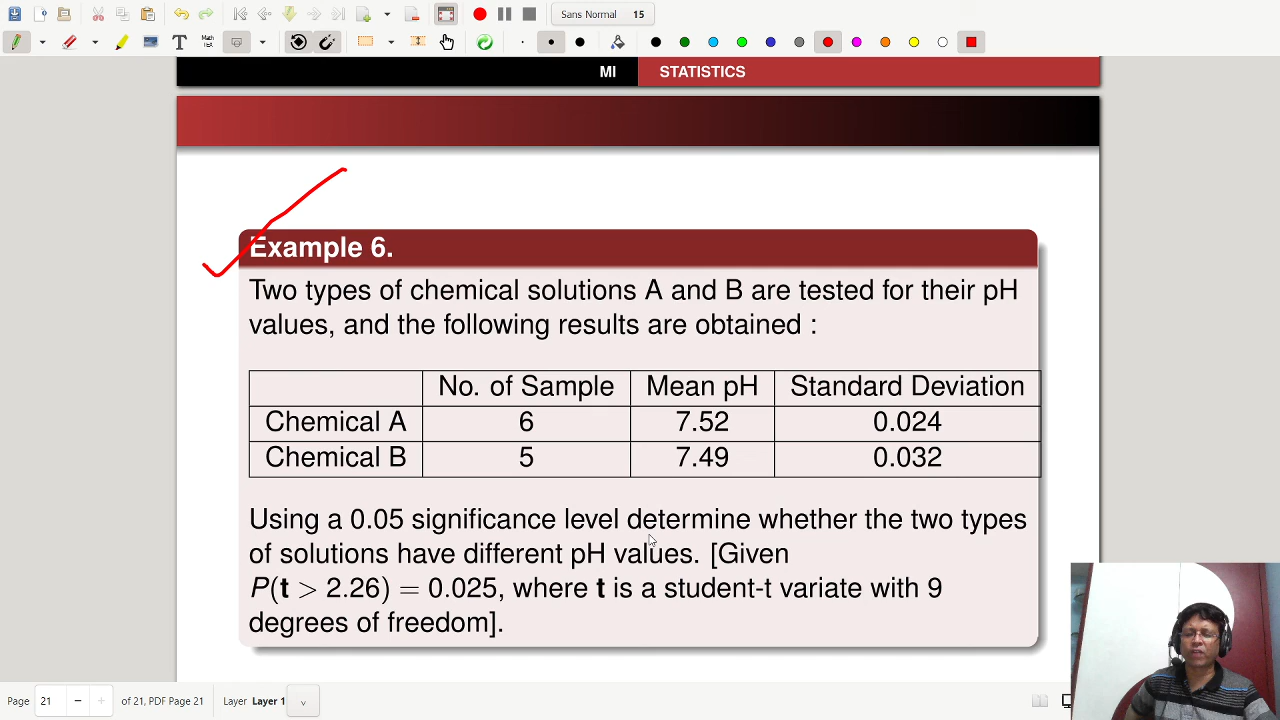 Sans Normal 15
MI STATISTICS
Example 6.
Two types of chemical solutions A and B are tested for their pH
values, and the following results are obtained :
No. of Sample Mean pH Standard Deviation
Chemical A 6 7.52 0.024
Chemical B 5 7.49 0.032
Using a 0.05 significance level determine whether the two types
of solutions have different pH values. [Given
P(t > 2.26) = 0.025, where t is a student-t variate with 9
degrees of freedom].
Page 21 − + of 21, PDF Page 21 Layer Layer 1